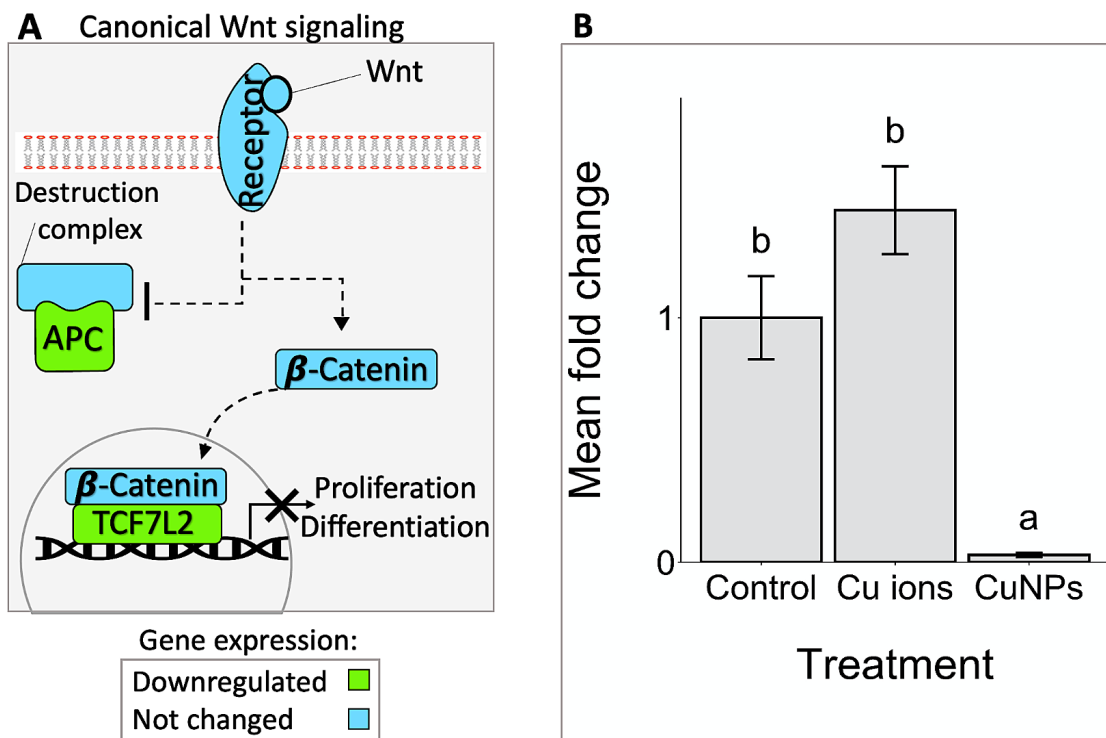 A
Canonical Wnt signaling
Wnt
Receptor
Destruction
complex
APC
β-Catenin
β-Catenin
TCF7L2
Proliferation
Differentiation
Gene expression:
Downregulated
Not changed
B
Mean fold change
1
0
b
b
a
Control
Cu ions
CuNPs
Treatment